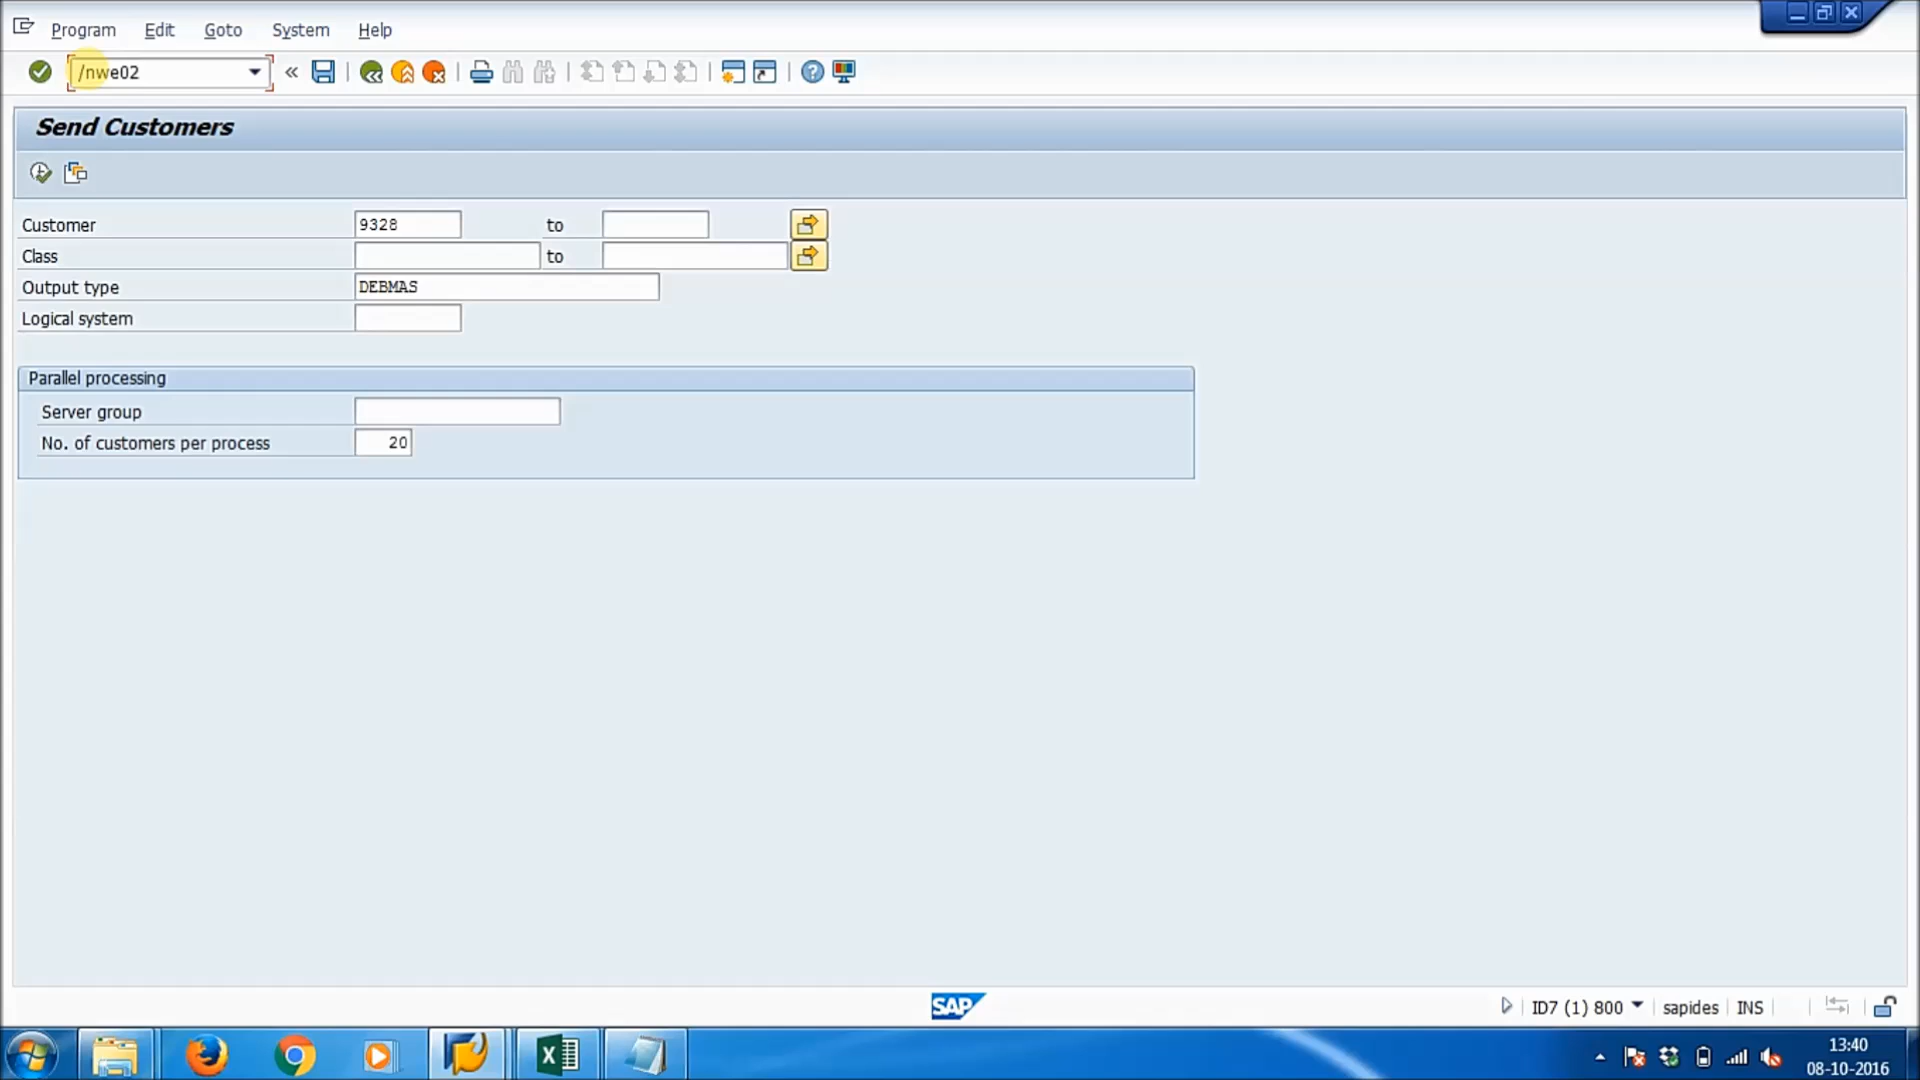 Program Edit Goto System Help
/nwe02
Send Customers
Customer 9328 to
Class to
Output type DEBMAS
Logical system
Parallel processing
Server group
No. of customers per process 20
SAP ID7 (1) 800 sapides INS
13:40
08-10-2016